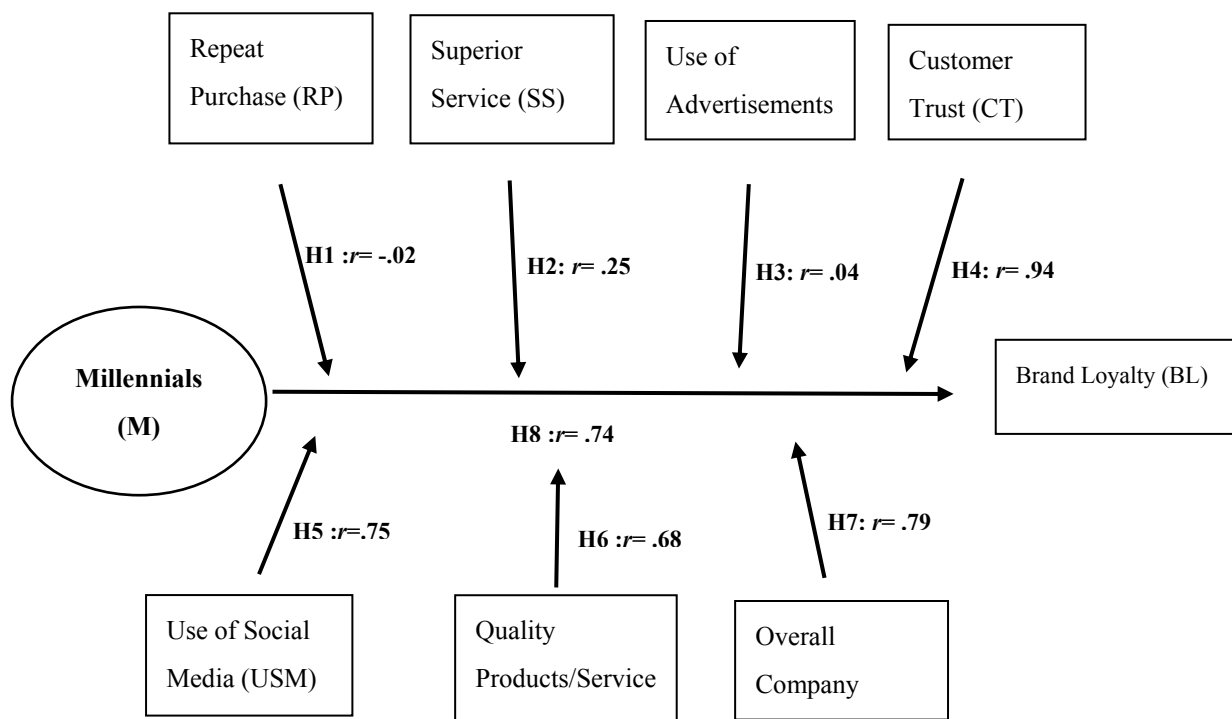 Repeat
Purchase (RP)
Superior
Service (SS)
Use of
Advertisements
Customer
Trust (CT)
H1 :r= -.02
H2: r= .25
H3: r= .04
H4: r= .94
Millennials
(M)
Brand Loyalty (BL)
H8 :r= .74
H5 :r=.75
H6 :r= .68
H7: r= .79
Use of Social
Media (USM)
Quality
Products/Service
Overall
Company